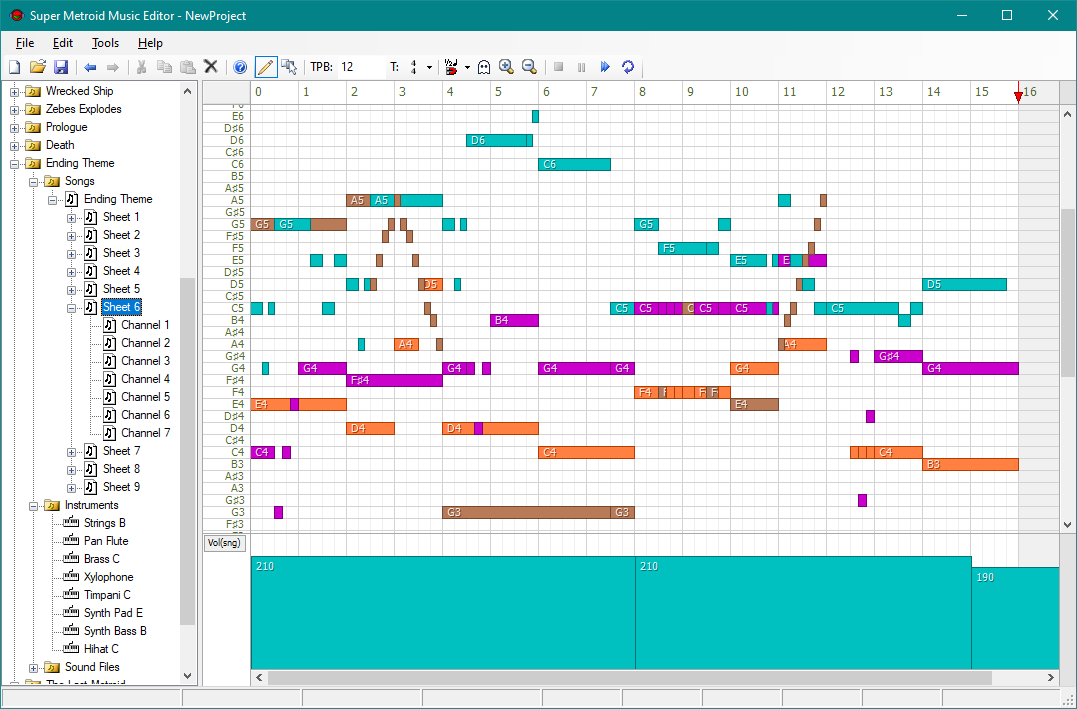 Super Metroid Music Editor - NewProject
File Edit Tools Help
TPB: 12 T: 4
Wrecked Ship
Zebes Explodes
Prologue
Death
Ending Theme
Songs
Ending Theme
Sheet 1
Sheet 2
Sheet 3
Sheet 4
Sheet 5
Sheet 6
Channel 1
Channel 2
Channel 3
Channel 4
Channel 5
Channel 6
Channel 7
Sheet 7
Sheet 8
Sheet 9
Instruments
Strings B
Pan Flute
Brass C
Xylophone
Timpani C
Synth Pad E
Synth Bass B
Hihat C
Sound Files
The Last Metroid
0 1 2 3 4 5 6 7 8 9 10 11 12 13 14 15 16
E6
D♯6
D6 D6
C♯6
C6 C6
B5
A♯5
A5 A5 A5
G♯5
G5 G5 G5 G5
F♯5
F5 F5
E5 E5 E
D♯5
D5 D5 D5
C♯5
C5 C5 C5 C C5 C5 C5
B4 B4
A♯4
A4 A4 A4
G♯4 G♯4
G4 G4 G4 G4 G4 G4 G4
F♯4 F♯4
F4 F4 F F F
E4 E4 E4
D♯4
D4 D4 D4
C♯4
C4 C4 C4 C4
B3 B3
A♯3
A3
G♯3
G3 G3 G3
F♯3
Vol(sng)
210 210 190